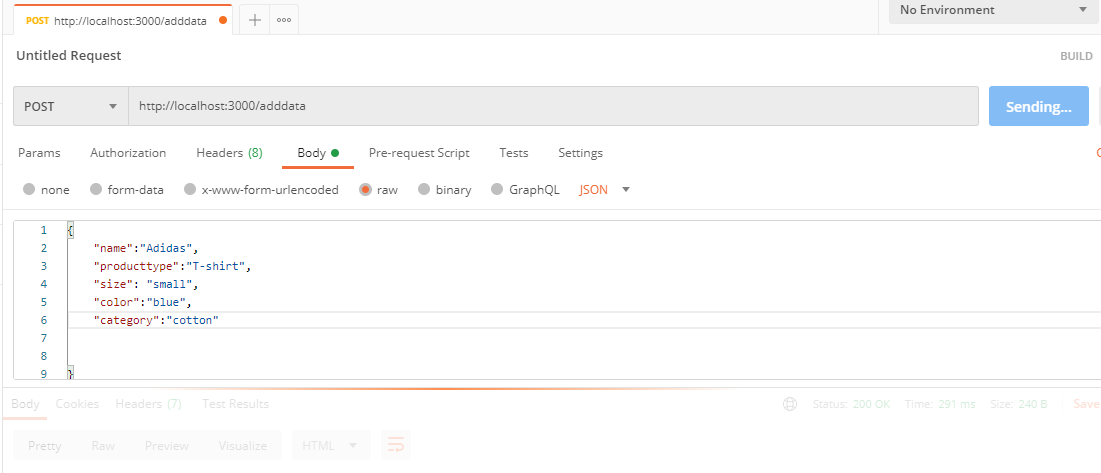 POST http://localhost:3000/adddata
No Environment
Untitled Request
BUILD
POST http://localhost:3000/adddata Sending...
Params Authorization Headers (8) Body Pre-request Script Tests Settings
none form-data x-www-form-urlencoded raw binary GraphQL JSON
1 {
2 "name":"Adidas",
3 "producttype":"T-shirt",
4 "size": "small",
5 "color":"blue",
6 "category":"cotton"
7
8
9 }
Body Cookies Headers (7) Test Results Status: 200 OK Time: 291 ms Size: 240 B Save
Pretty Raw Preview Visualize HTML